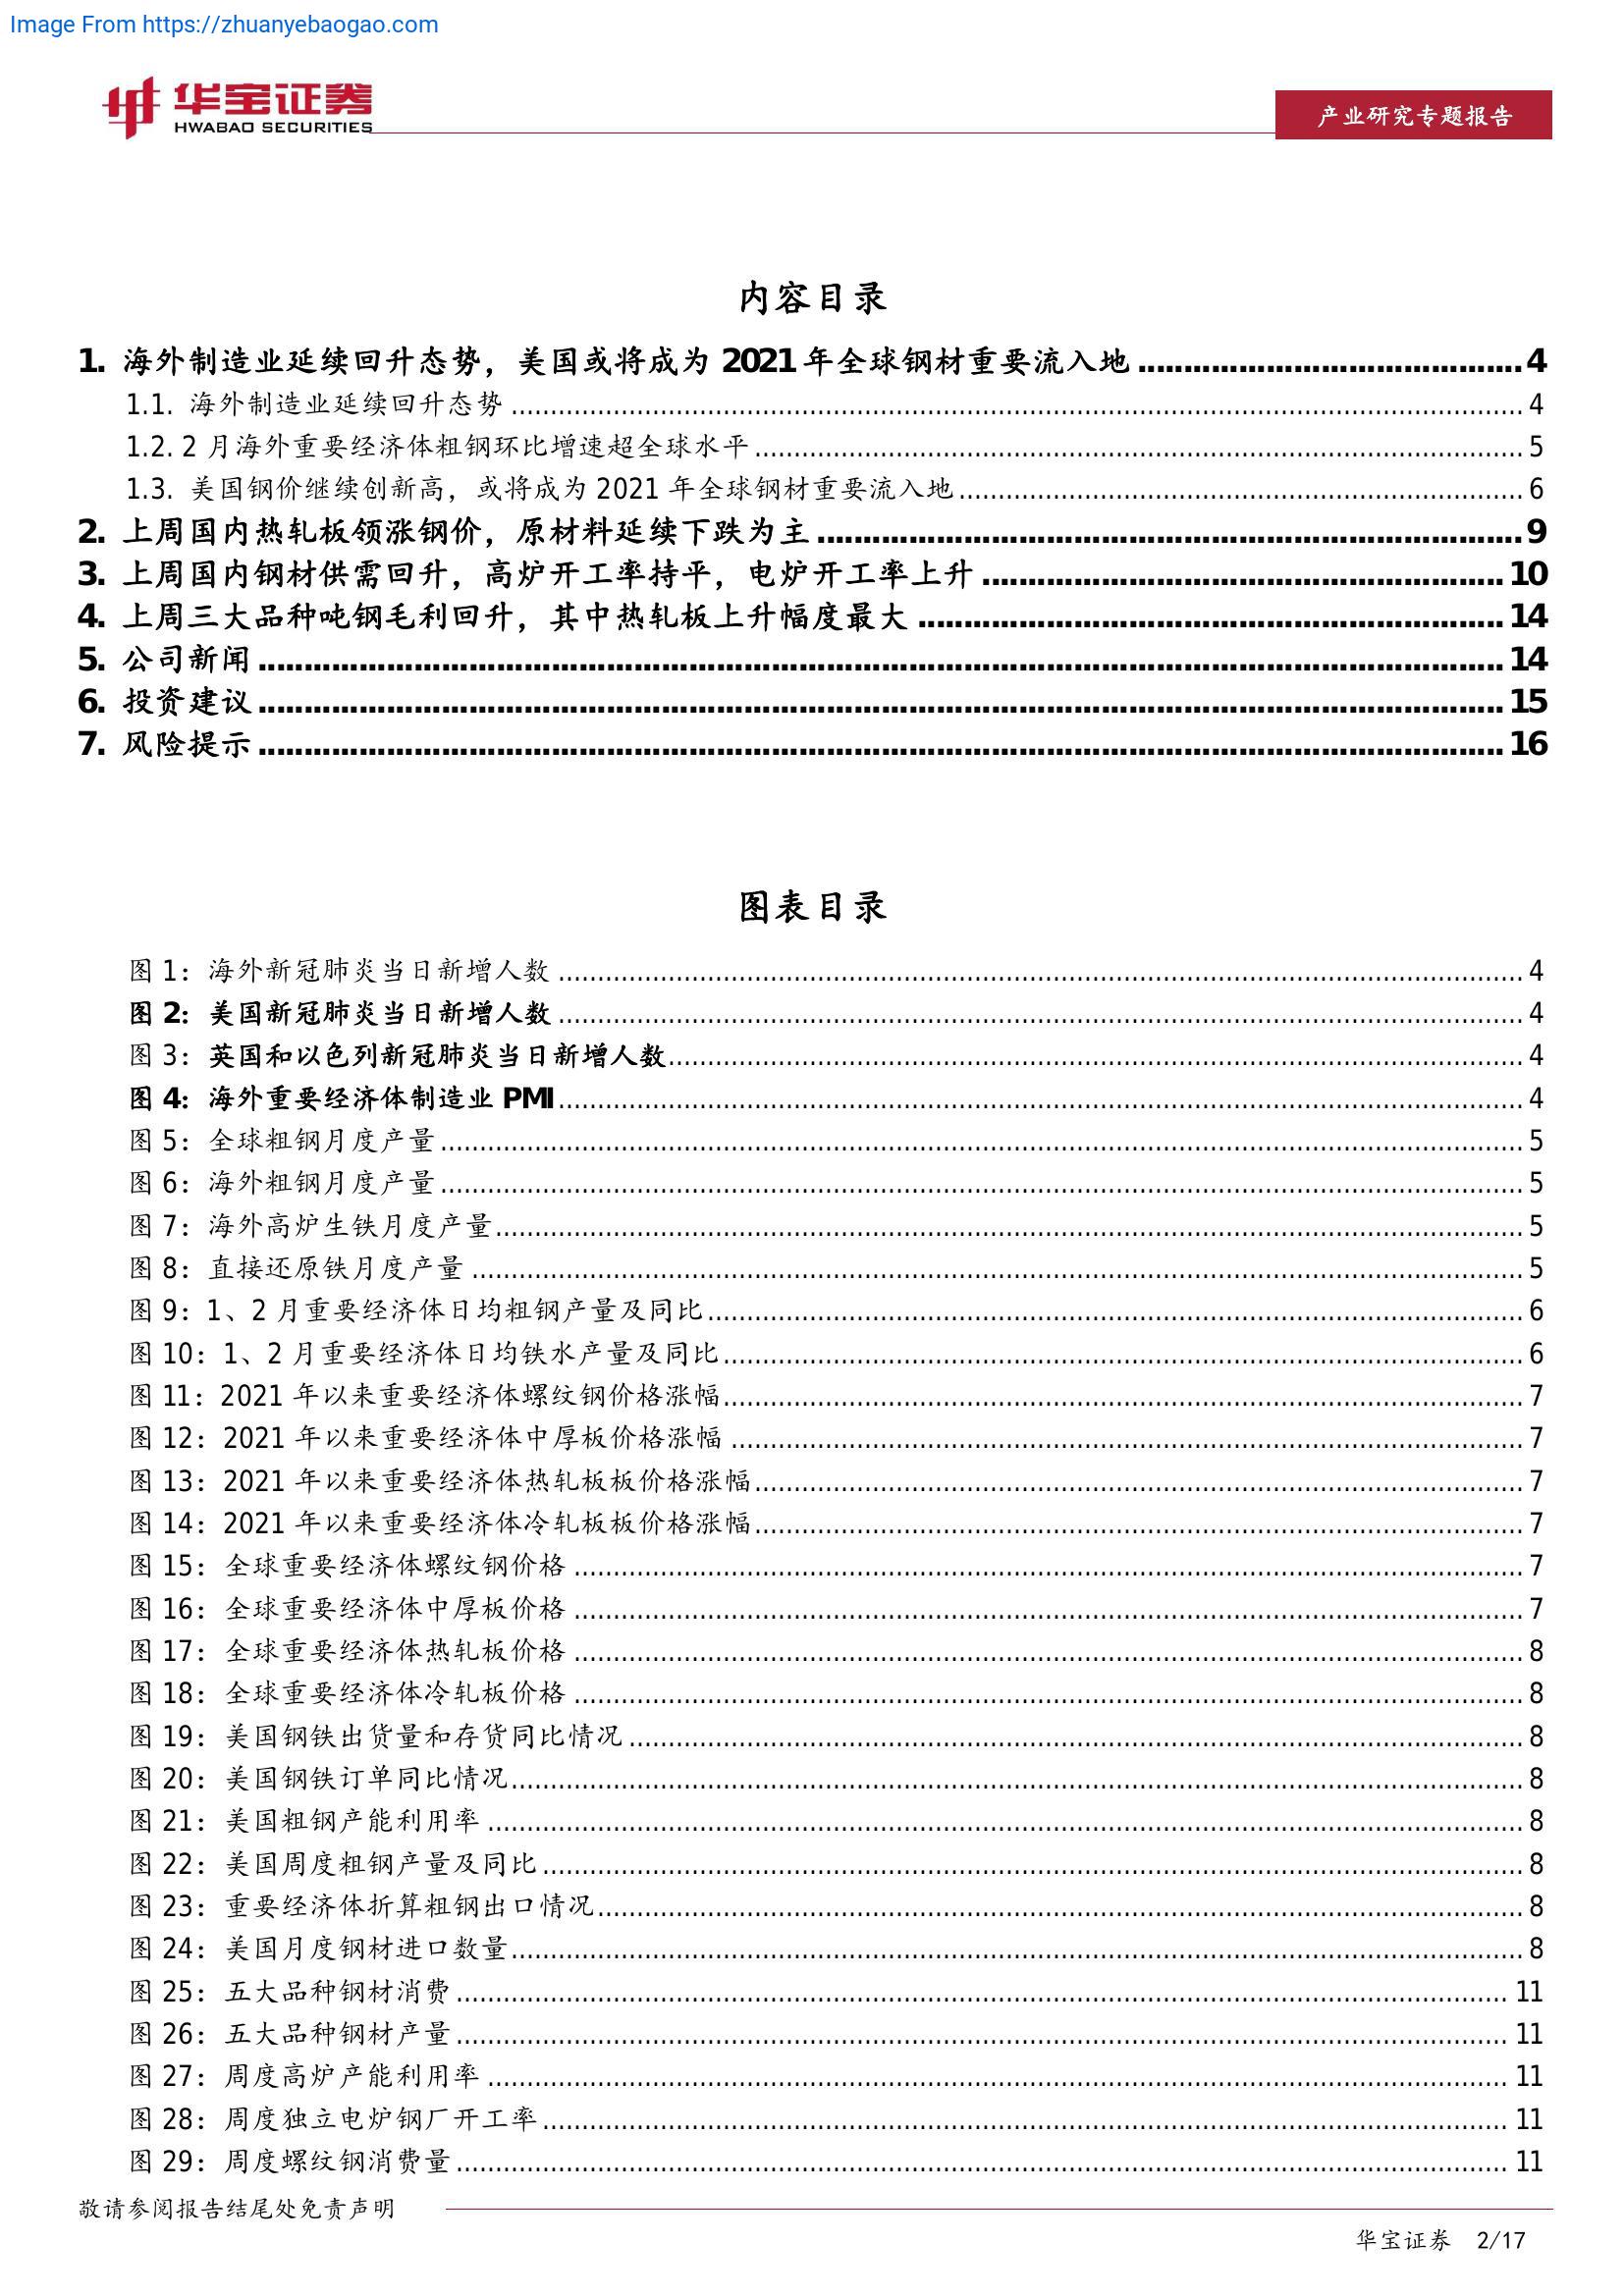 Image From https://zhuanyebaogao.com
华宝证券
HWABAO SECURITIES
产业研究专题报告
内容目录
1. 海外制造业延续回升态势，美国或将成为 2021 年全球钢材重要流入地 4
1.1. 海外制造业延续回升态势 4
1.2. 2 月海外重要经济体粗钢环比增速超全球水平 5
1.3. 美国钢价继续创新高，或将成为 2021 年全球钢材重要流入地 6
2. 上周国内热轧板领涨钢价，原材料延续下跌为主 9
3. 上周国内钢材供需回升，高炉开工率持平，电炉开工率上升 10
4. 上周三大品种吨钢毛利回升，其中热轧板上升幅度最大 14
5. 公司新闻 14
6. 投资建议 15
7. 风险提示 16
图表目录
图 1：海外新冠肺炎当日新增人数 4
图 2：美国新冠肺炎当日新增人数 4
图 3：英国和以色列新冠肺炎当日新增人数 4
图 4：海外重要经济体制造业 PMI 4
图 5：全球粗钢月度产量 5
图 6：海外粗钢月度产量 5
图 7：海外高炉生铁月度产量 5
图 8：直接还原铁月度产量 5
图 9：1、2 月重要经济体日均粗钢产量及同比 6
图 10：1、2 月重要经济体日均铁水产量及同比 6
图 11：2021 年以来重要经济体螺纹钢价格涨幅 7
图 12：2021 年以来重要经济体中厚板价格涨幅 7
图 13：2021 年以来重要经济体热轧板板价格涨幅 7
图 14：2021 年以来重要经济体冷轧板板价格涨幅 7
图 15：全球重要经济体螺纹钢价格 7
图 16：全球重要经济体中厚板价格 7
图 17：全球重要经济体热轧板价格 8
图 18：全球重要经济体冷轧板价格 8
图 19：美国钢铁出货量和存货同比情况 8
图 20：美国钢铁订单同比情况 8
图 21：美国粗钢产能利用率 8
图 22：美国周度粗钢产量及同比 8
图 23：重要经济体折算粗钢出口情况 8
图 24：美国月度钢材进口数量 8
图 25：五大品种钢材消费 11
图 26：五大品种钢材产量 11
图 27：周度高炉产能利用率 11
图 28：周度独立电炉钢厂开工率 11
图 29：周度螺纹钢消费量 11
敬请参阅报告结尾处免责声明
华宝证券 2/17